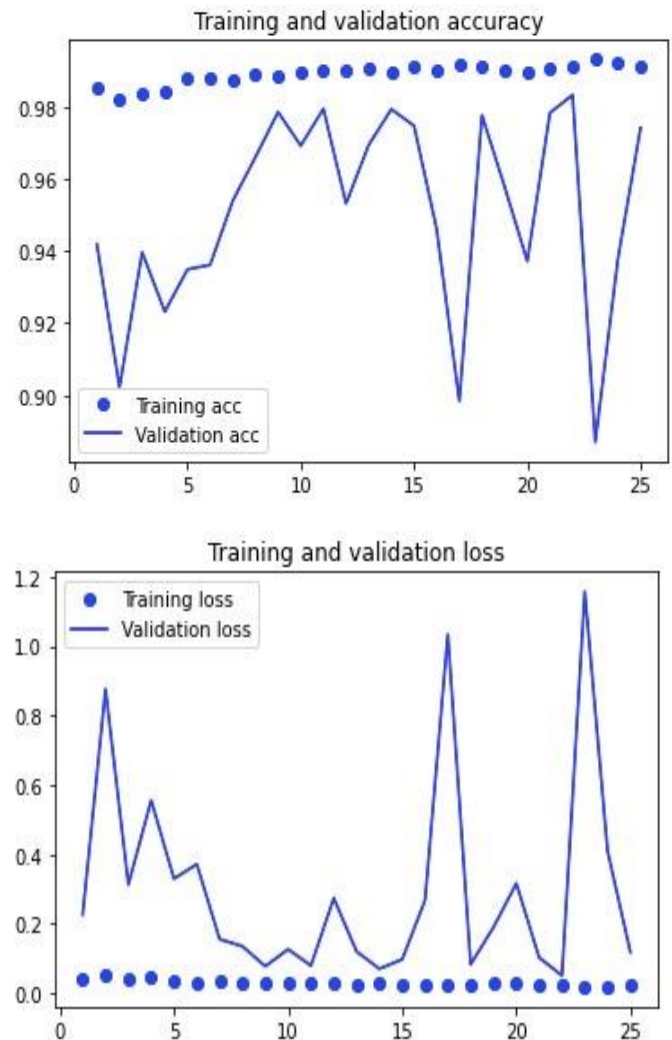 Training and validation accuracy
0.98
0.96
0.94
0.92
0.90
Training acc
Validation acc
0 5 10 15 20 25
Training and validation loss
1.2
1.0
0.8
0.6
0.4
0.2
0.0
Training loss
Validation loss
0 5 10 15 20 25